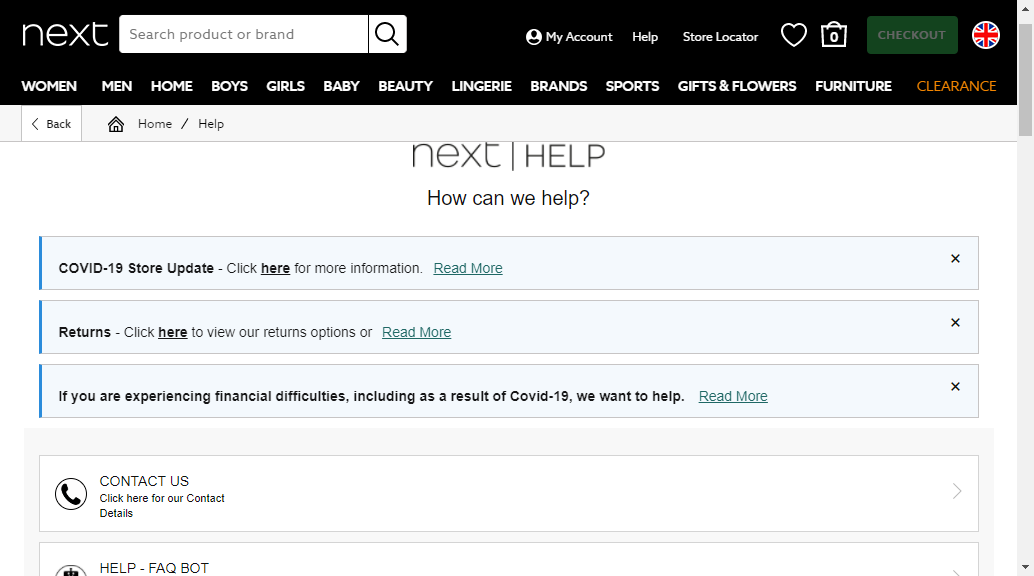 next
Search product or brand
My Account
Help
Store Locator
0
CHECKOUT
WOMEN MEN HOME BOYS GIRLS BABY BEAUTY LINGERIE BRANDS SPORTS GIFTS & FLOWERS FURNITURE CLEARANCE
Back
Home / Help
next | HELP
How can we help?
COVID-19 Store Update - Click here for more information. Read More
Returns - Click here to view our returns options or Read More
If you are experiencing financial difficulties, including as a result of Covid-19, we want to help. Read More
CONTACT US
Click here for our Contact
Details
HELP - FAQ BOT